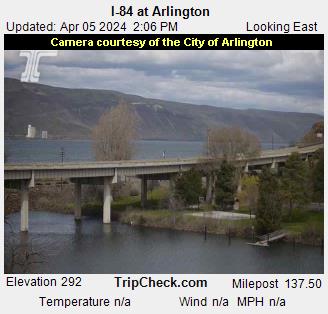 I-84 at Arlington
Updated: Apr 05 2024 2:06 PM Looking East
Camera courtesy of the City of Arlington
Elevation 292 TripCheck.com Milepost 137.50
Temperature n/a Wind n/a MPH n/a